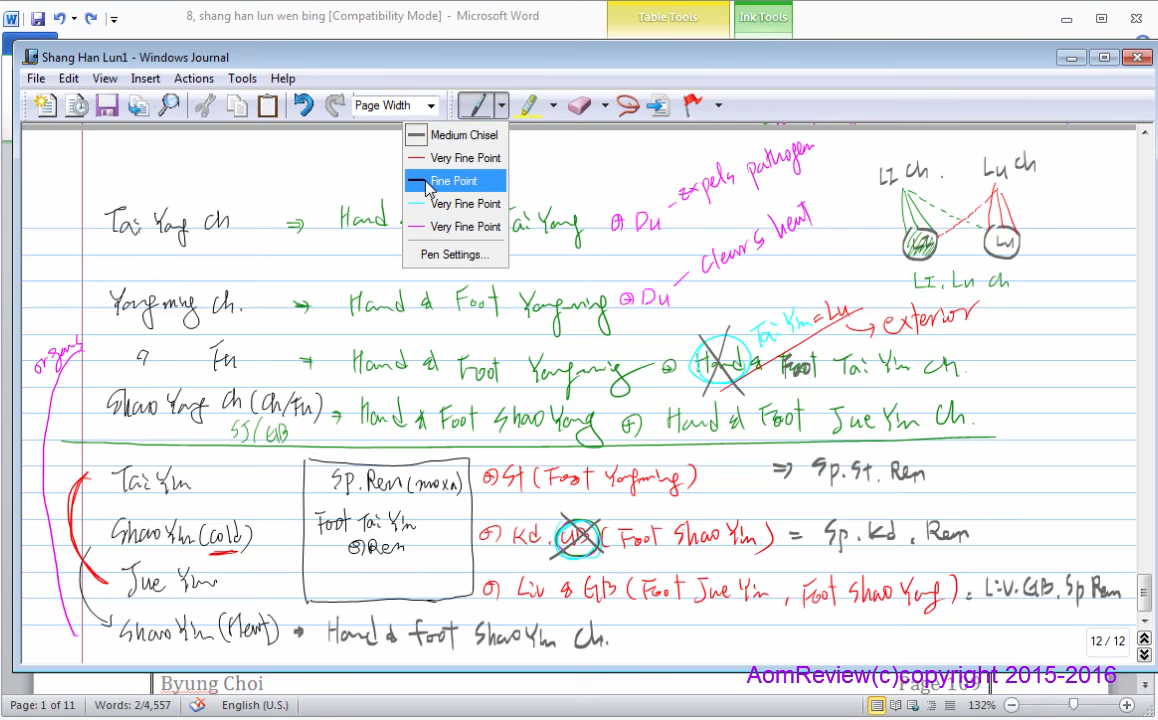 8, shang han lun wen bing [Compatibility Mode] - Microsoft Word
Table Tools
Ink Tools
Shang Han Lun1 - Windows Journal
File Edit View Insert Actions Tools Help
Page Width
Medium Chisel
Very Fine Point
Fine Point
Very Fine Point
Very Fine Point
Pen Settings...
expels pathogen
LI ch. Lu ch
Tai Yang ch ⇒ Hand & Tai Yang ⊕ Du
clears heat
LI Lu
LI, Lu ch
Yangming ch. → Hand & Foot Yangming ⊕ Du
Tai Yin = Lu → exterior
organ
Fu → Hand & Foot Yangming ⊕ Hand & Foot Tai Yin ch.
Shao Yang ch (Ch/Fu) → Hand & Foot Shao Yang ⊕ Hand & Foot Jue Yin Ch.
SJ/GB
Tai Yin Sp. Ren (moxa) ⊕ St (Foot Yangming) ⇒ Sp. St. Ren
Foot Tai Yin
⊕ Ren
Shao Yin (cold) ⊕ Kd. UB (Foot Shao Yin) = Sp. Kd, Ren
Jue Yin ⊕ Liv & GB (Foot Jue Yin, Foot Shao Yang) = Liv. GB. Sp Ren
Shao Yin (Heat) → Hand & foot Shao Yin Ch.
12 / 12
AomReview(c)copyright 2015-2016
Byung Choi
Page 169
Page: 1 of 11 Words: 2/4,557 English (U.S.) 132%